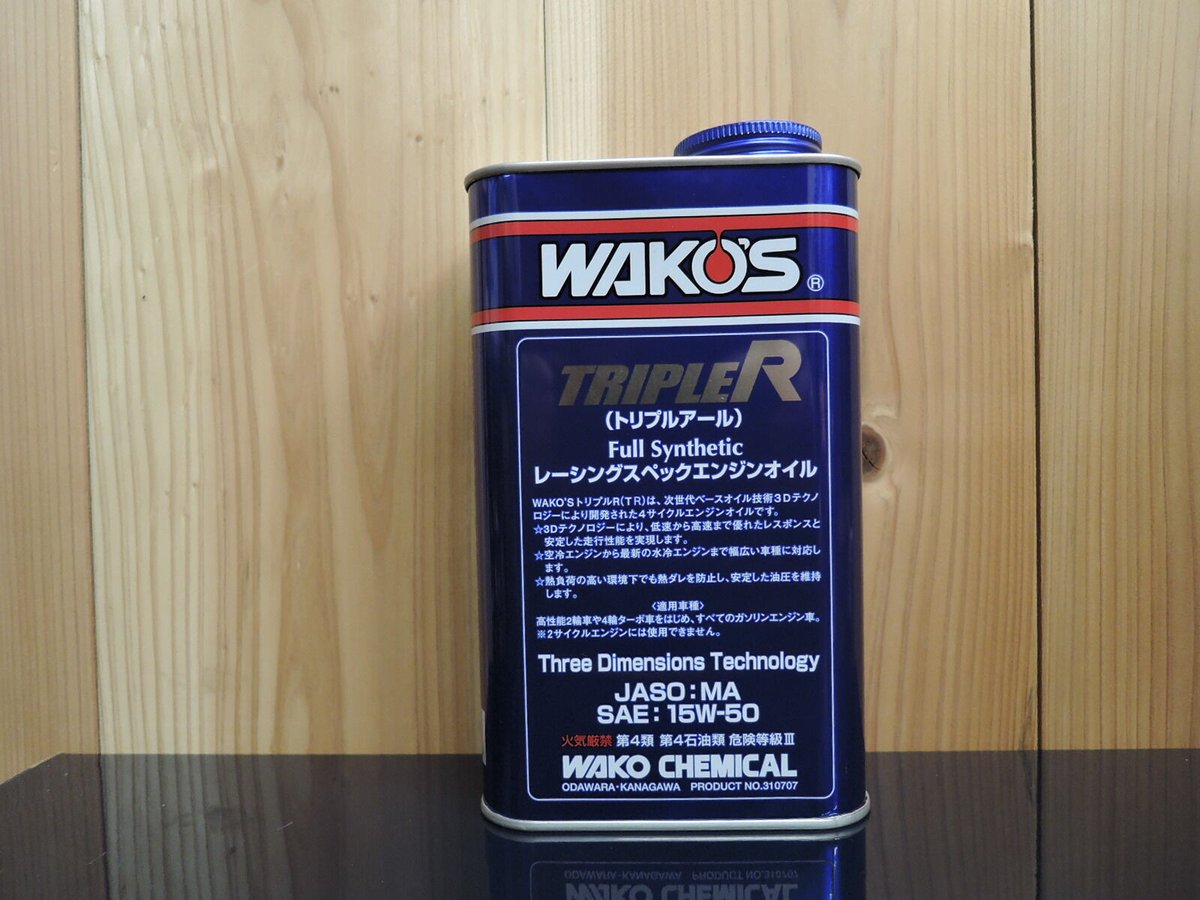 WAKO'S®
TRIPLE R
（トリプルアール）
Full Synthetic
レーシングスペックエンジンオイル
WAKO'SトリプルR(TR)は、次世代ベースオイル技術3Dテクノ
ロジーにより開発された4サイクルエンジンオイルです。
☆3Dテクノロジーにより、低速から高速まで優れたレスポンスと
安定した走行性能を実現します。
☆空冷エンジンから最新の水冷エンジンまで幅広い車種に対応し
ます。
☆熱負荷の高い環境下でも熱ダレを防止し、安定した油圧を維持
します。
〈適用車種〉
高性能2輪車や4輪ターボ車をはじめ、すべてのガソリンエンジン車。
※2サイクルエンジンには使用できません。
Three Dimensions Technology
JASO：MA
SAE：15W-50
火気厳禁 第4類 第4石油類 危険等級Ⅲ
WAKO CHEMICAL
ODAWARA・KANAGAWA PRODUCT NO.310707